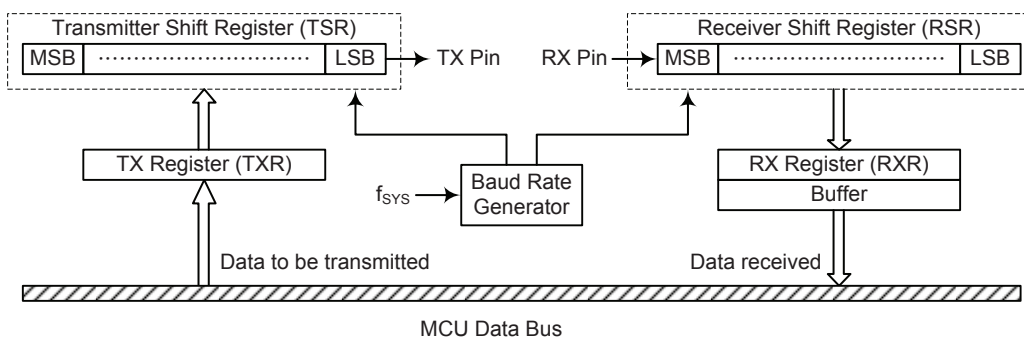 Transmitter Shift Register (TSR)
MSB ........................................ LSB
TX Pin
RX Pin
Receiver Shift Register (RSR)
MSB ........................................ LSB
TX Register (TXR)
RX Register (RXR)
Buffer
fSYS
Baud Rate
Generator
Data to be transmitted
Data received
MCU Data Bus